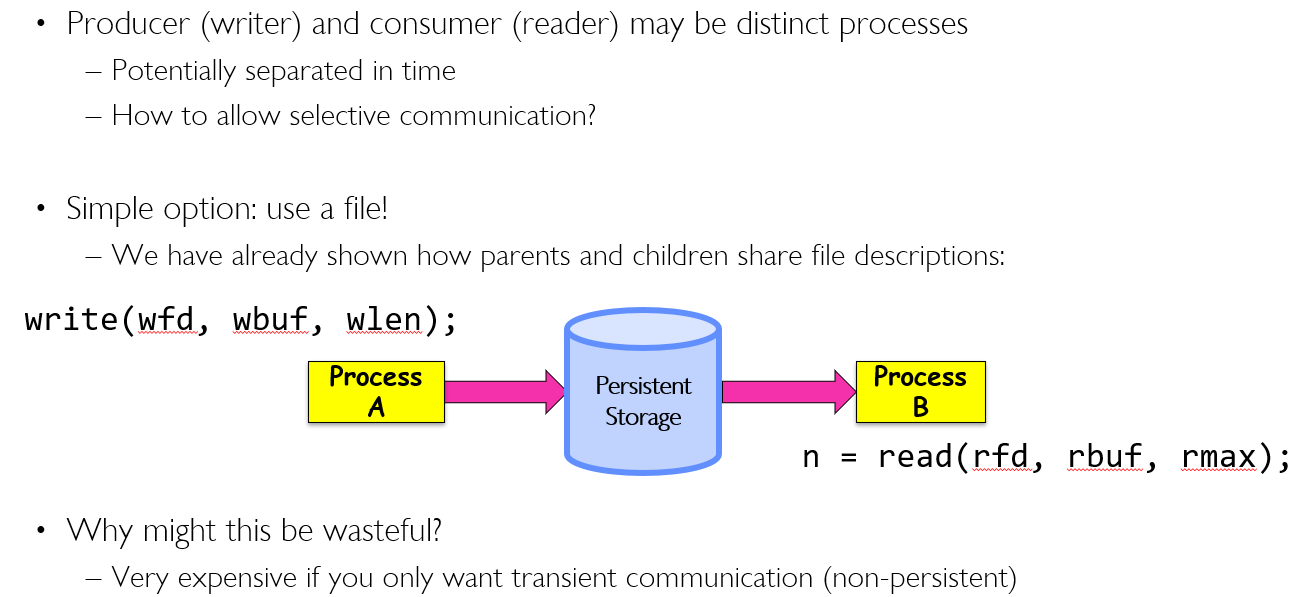 • Producer (writer) and consumer (reader) may be distinct processes
– Potentially separated in time
– How to allow selective communication?
• Simple option: use a file!
– We have already shown how parents and children share file descriptions:
write(wfd, wbuf, wlen);
Process
A
Persistent
Storage
Process
B
n = read(rfd, rbuf, rmax);
• Why might this be wasteful?
– Very expensive if you only want transient communication (non-persistent)